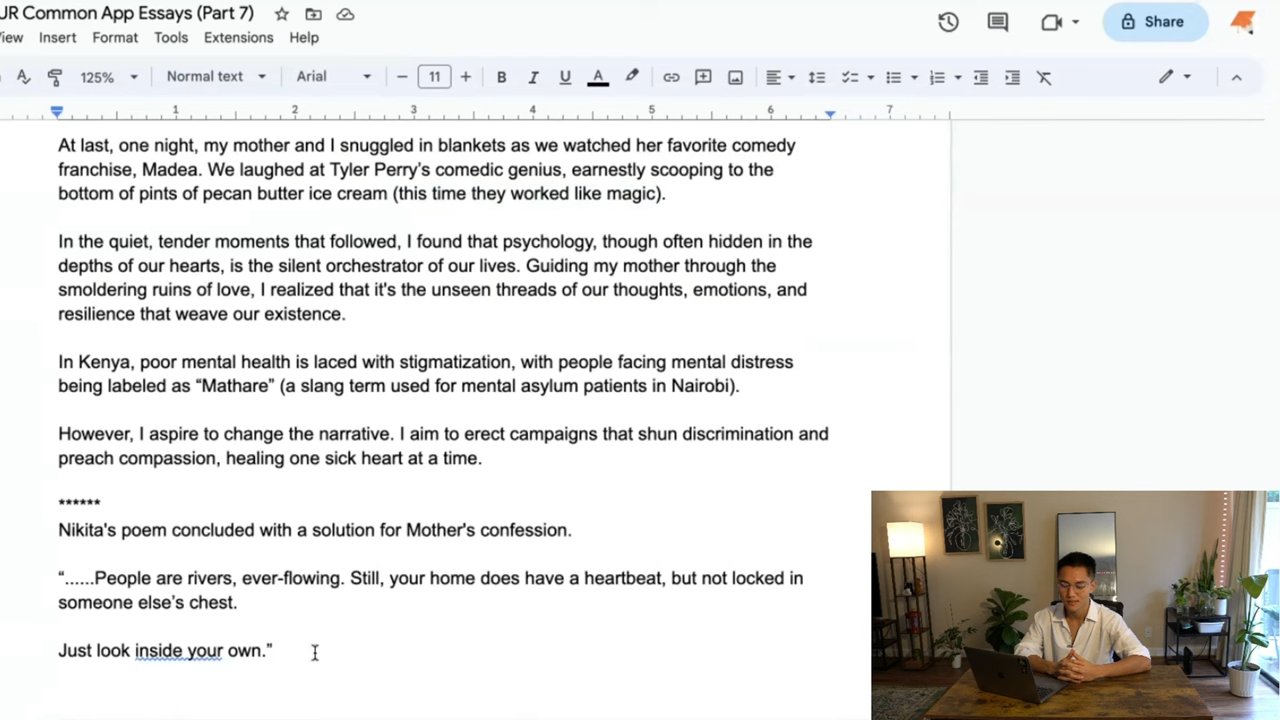 UR Common App Essays (Part 7)
View Insert Format Tools Extensions Help
Share
125% Normal text Arial 11 B I U A
1 2 3 4 5 6 7
At last, one night, my mother and I snuggled in blankets as we watched her favorite comedy
franchise, Madea. We laughed at Tyler Perry's comedic genius, earnestly scooping to the
bottom of pints of pecan butter ice cream (this time they worked like magic).
In the quiet, tender moments that followed, I found that psychology, though often hidden in the
depths of our hearts, is the silent orchestrator of our lives. Guiding my mother through the
smoldering ruins of love, I realized that it's the unseen threads of our thoughts, emotions, and
resilience that weave our existence.
In Kenya, poor mental health is laced with stigmatization, with people facing mental distress
being labeled as “Mathare” (a slang term used for mental asylum patients in Nairobi).
However, I aspire to change the narrative. I aim to erect campaigns that shun discrimination and
preach compassion, healing one sick heart at a time.
******
Nikita's poem concluded with a solution for Mother's confession.
“......People are rivers, ever-flowing. Still, your home does have a heartbeat, but not locked in
someone else’s chest.
Just look inside your own.”